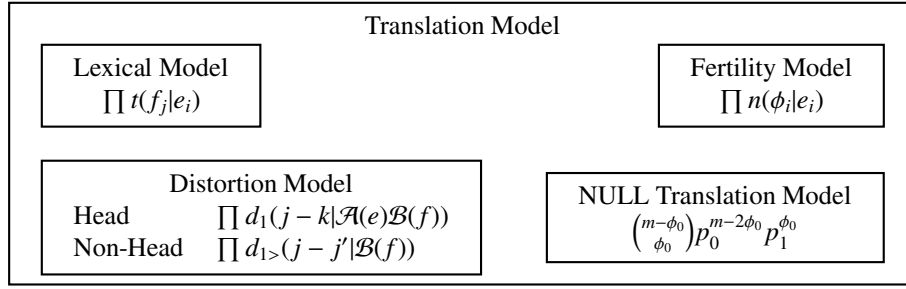 Translation Model
Lexical Model
∏ t(f_j|e_i)
Fertility Model
∏ n(ϕ_i|e_i)
Distortion Model
Head ∏ d_1(j − k|𝒜(e)ℬ(f))
Non-Head ∏ d_{1>}(j − j′|ℬ(f))
NULL Translation Model
\binom{m−ϕ_0}{ϕ_0} p_0^{m−2ϕ_0} p_1^{ϕ_0}